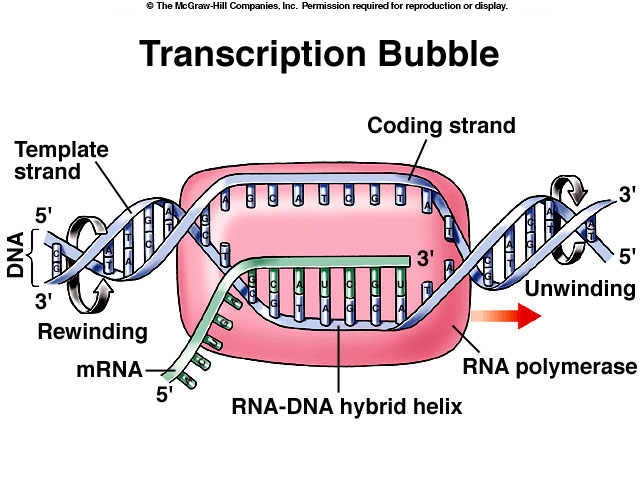 © The McGraw-Hill Companies, Inc. Permission required for reproduction or display.
Transcription Bubble
Coding strand
Template
strand
5'
3'
DNA
3'
5'
3'
Unwinding
Rewinding
mRNA
5'
RNA polymerase
RNA-DNA hybrid helix
A G C A T C G T A
G C A U C G U
C G T A G C A T